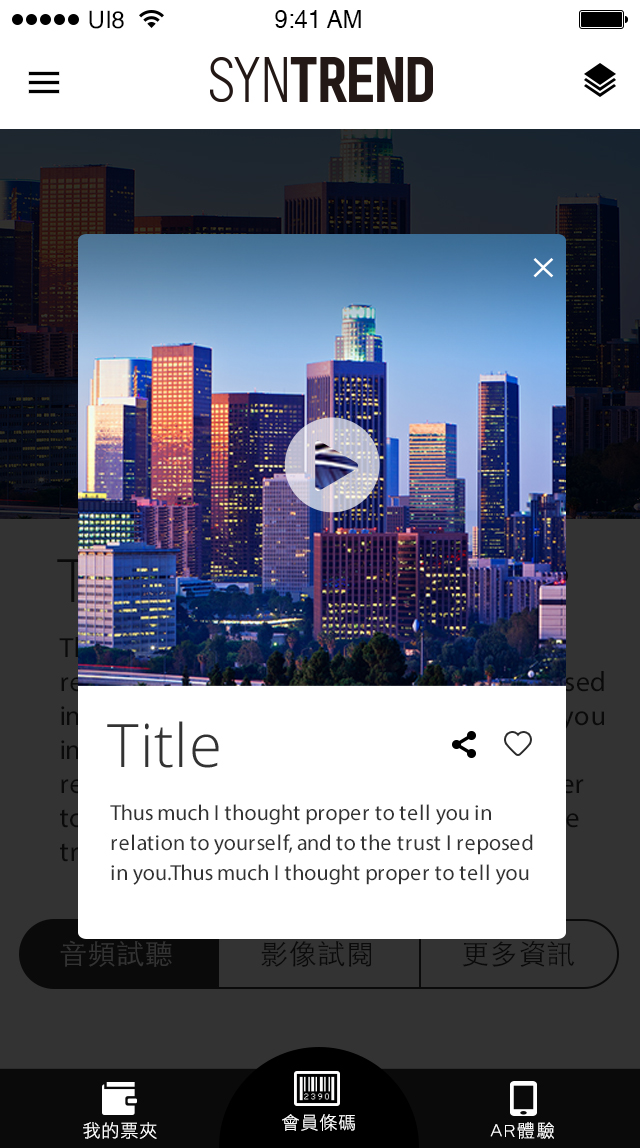 UI8
9:41 AM
SYNTREND
Title
Thus much I thought proper to tell you in
relation to yourself, and to the trust I reposed
in you.Thus much I thought proper to tell you
音頻試聽
影像試閱
更多資訊
我的票夾
2390
會員條碼
AR體驗